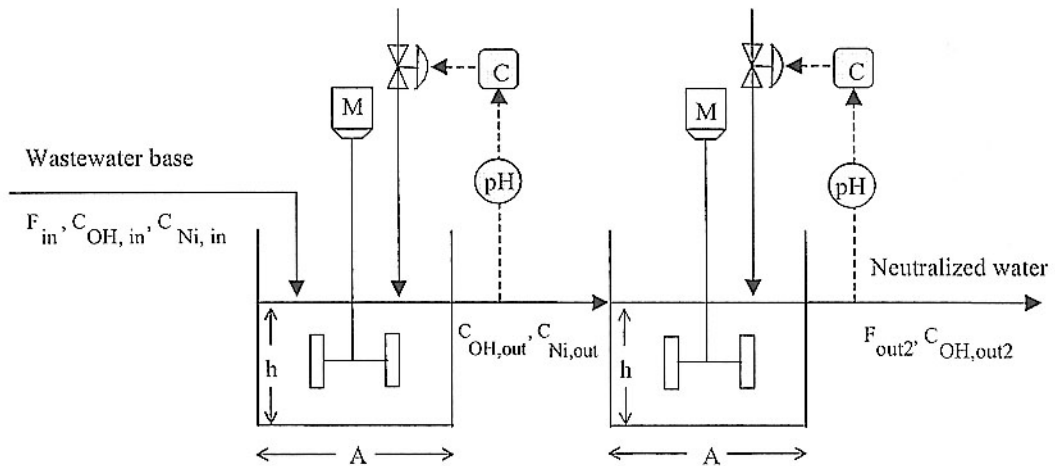 C
C
M
M
Wastewater base
pH
pH
F_in, C_OH, in, C_Ni, in
Neutralized water
C_OH,out, C_Ni,out
F_out2, C_OH,out2
h
h
A
A